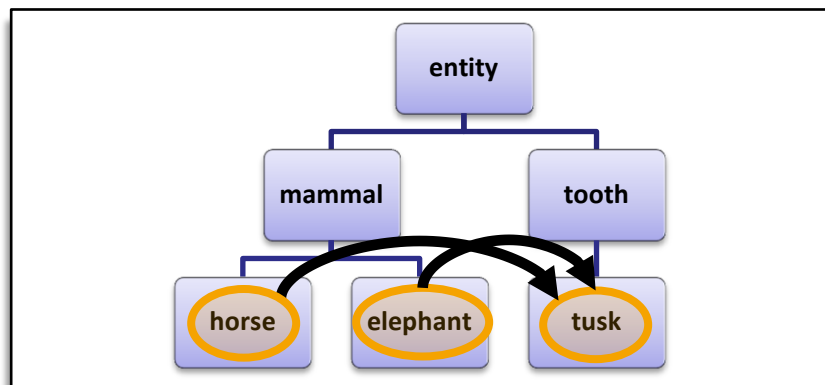 entity
mammal
tooth
horse
elephant
tusk